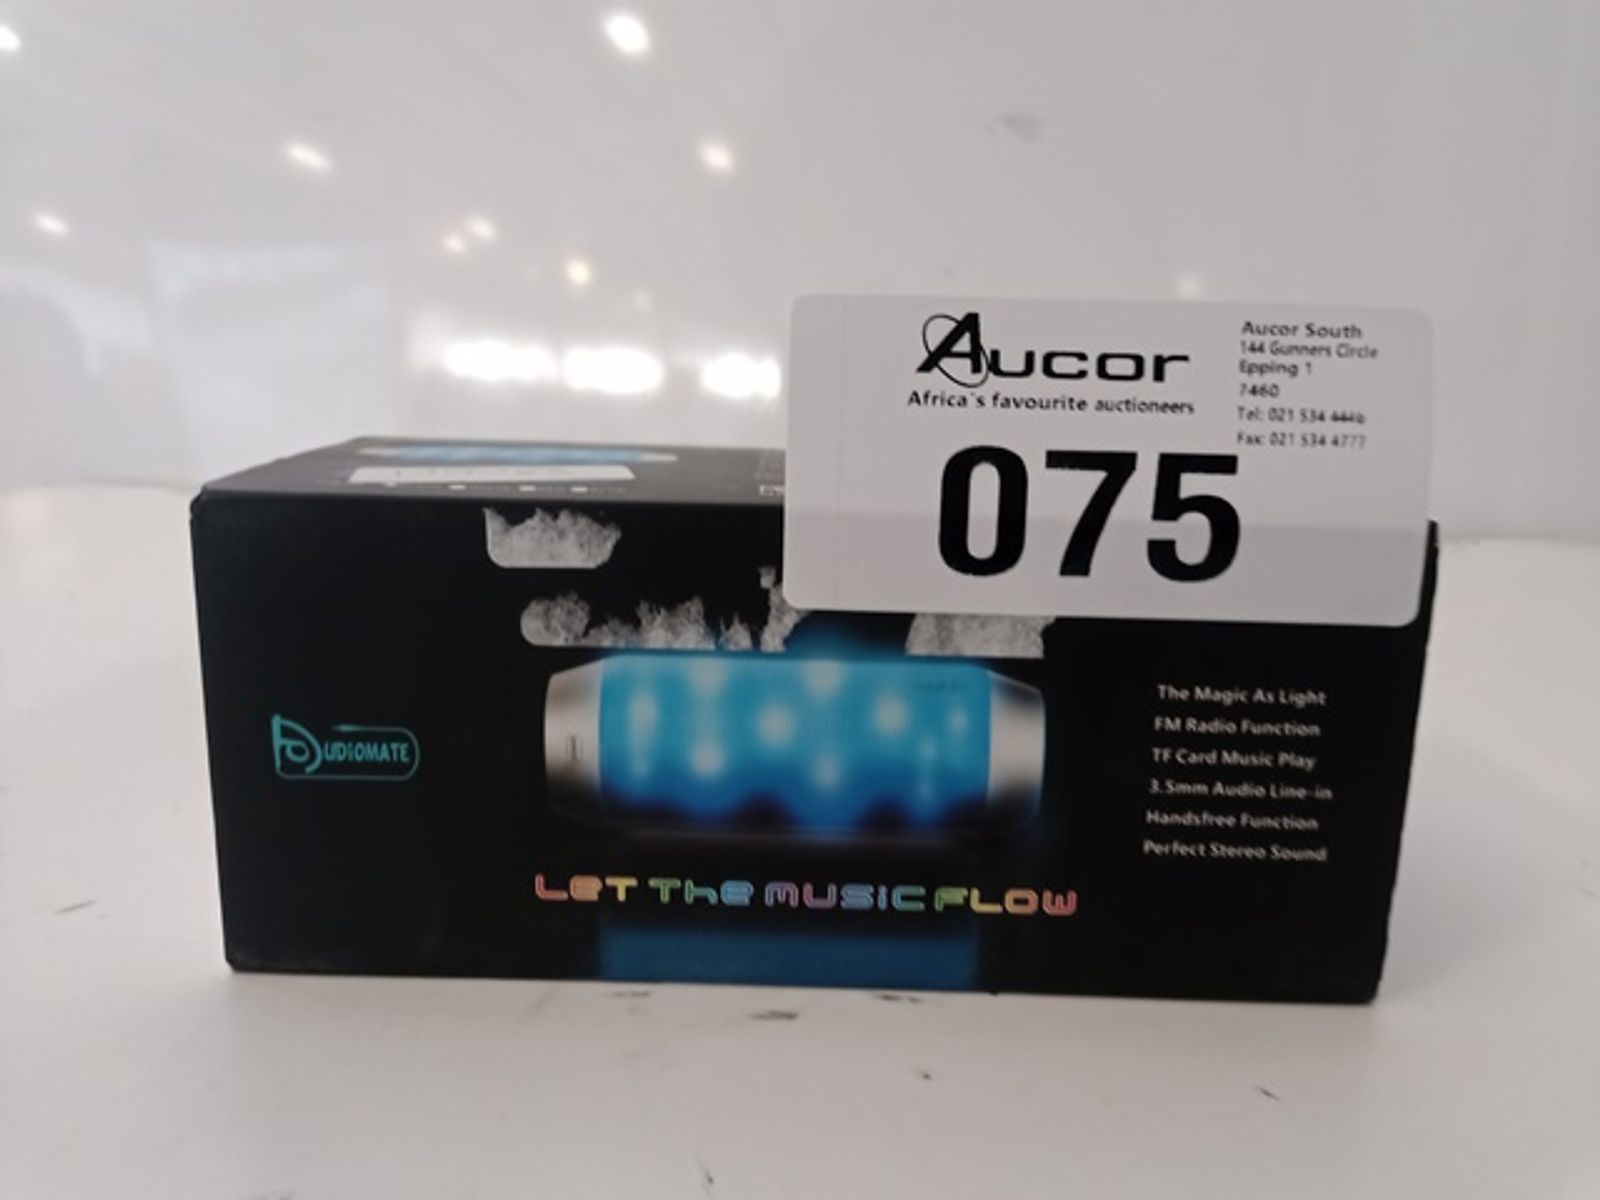 Aucor
Africa's favourite auctioneers
Aucor South
144 Gunners Circle
Epping 1
7460
Tel: 021 534 444b
Fax: 021 534 4777
075
AUDIOMATE
The Magic As Light
FM Radio Function
TF Card Music Play
3.5mm Audio Line-in
Handsfree Function
Perfect Stereo Sound
LeT The music FLOW